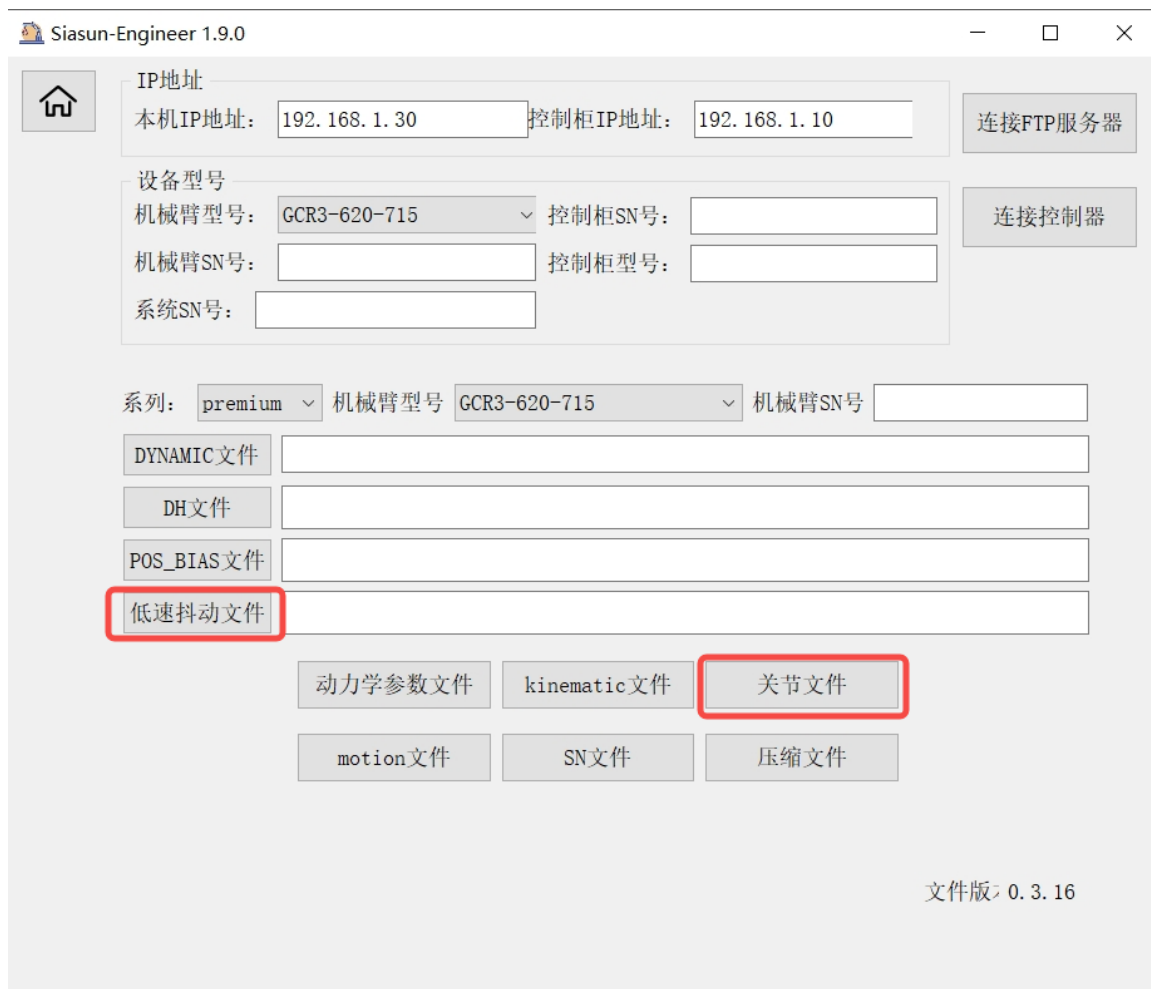 Siasun-Engineer 1.9.0
IP地址
本机IP地址: 192.168.1.30 控制柜IP地址: 192.168.1.10 连接FTP服务器
设备型号
机械臂型号: GCR3-620-715 控制柜SN号: 连接控制器
机械臂SN号: 控制柜型号:
系统SN号:
系列: premium 机械臂型号 GCR3-620-715 机械臂SN号
DYNAMIC文件
DH文件
POS_BIAS文件
低速抖动文件
动力学参数文件 kinematic文件 关节文件
motion文件 SN文件 压缩文件
文件版 0.3.16